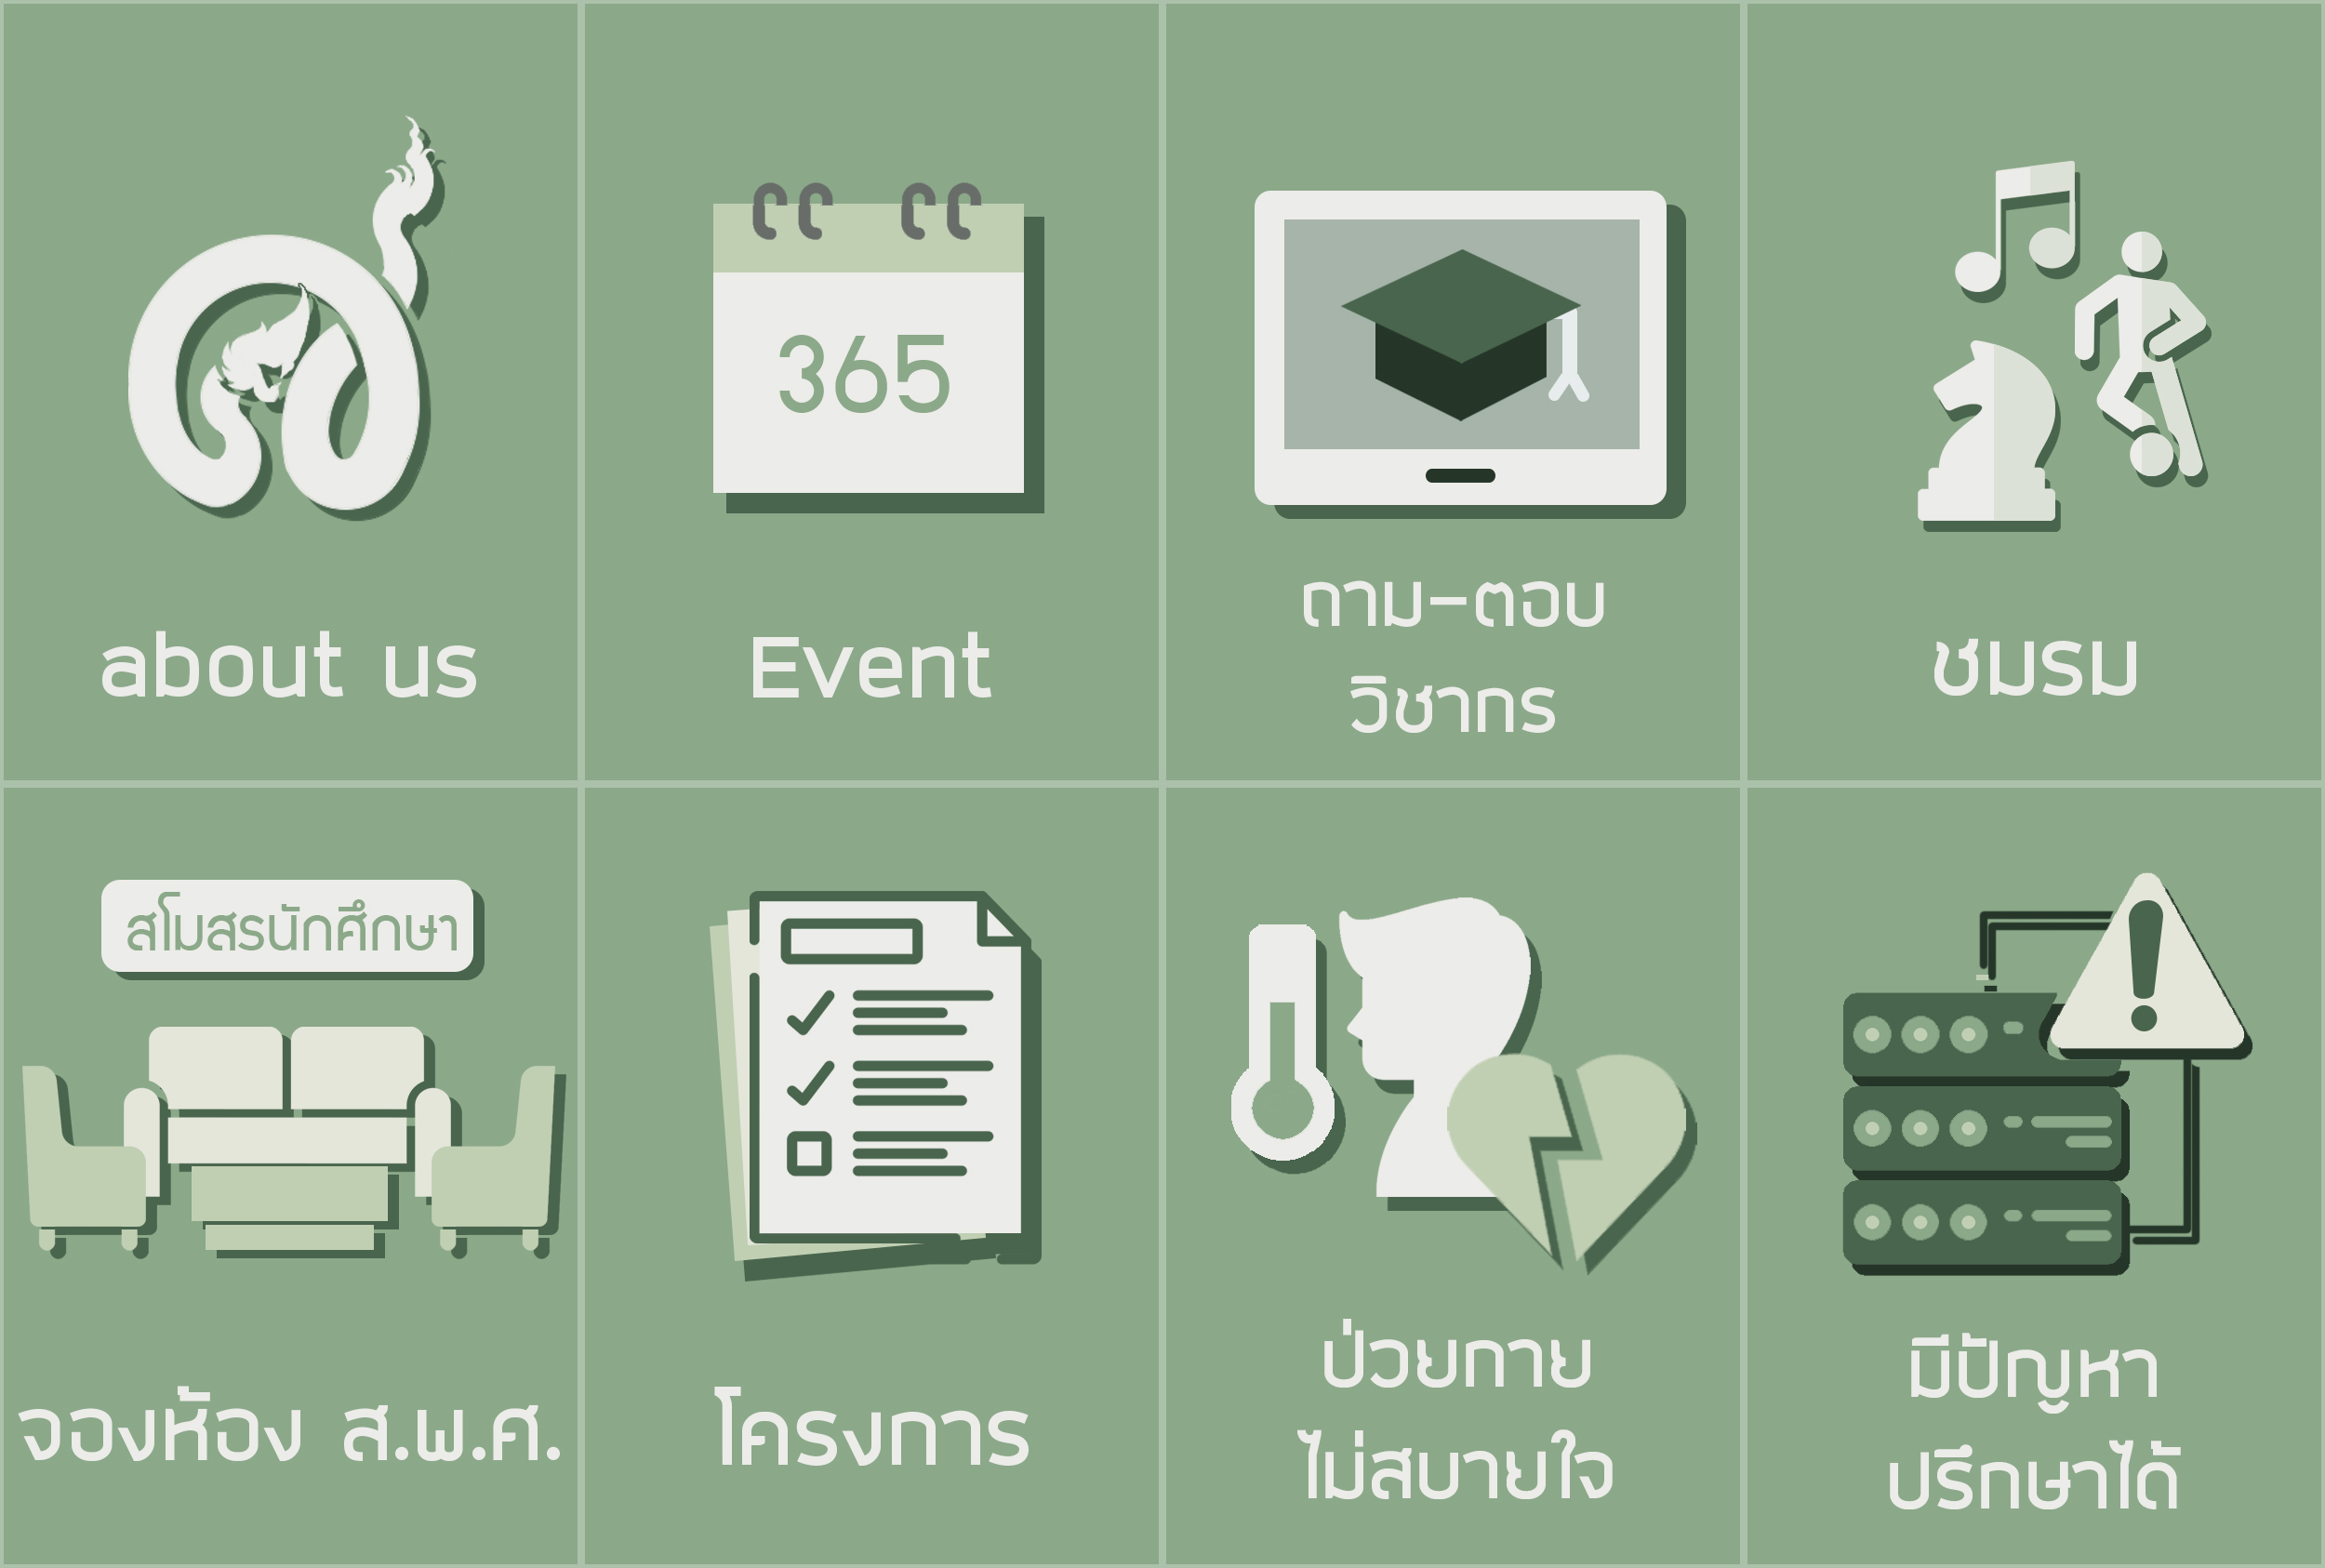 about us
Event
365
ถาม-ตอบ
วิชาการ
ชมรม
สโมสรนักศึกษา
จองห้อง ส.พ.ศ.
โครงการ
ป่วยกาย
ไม่สบายใจ
มีปัญหา
ปรึกษาได้